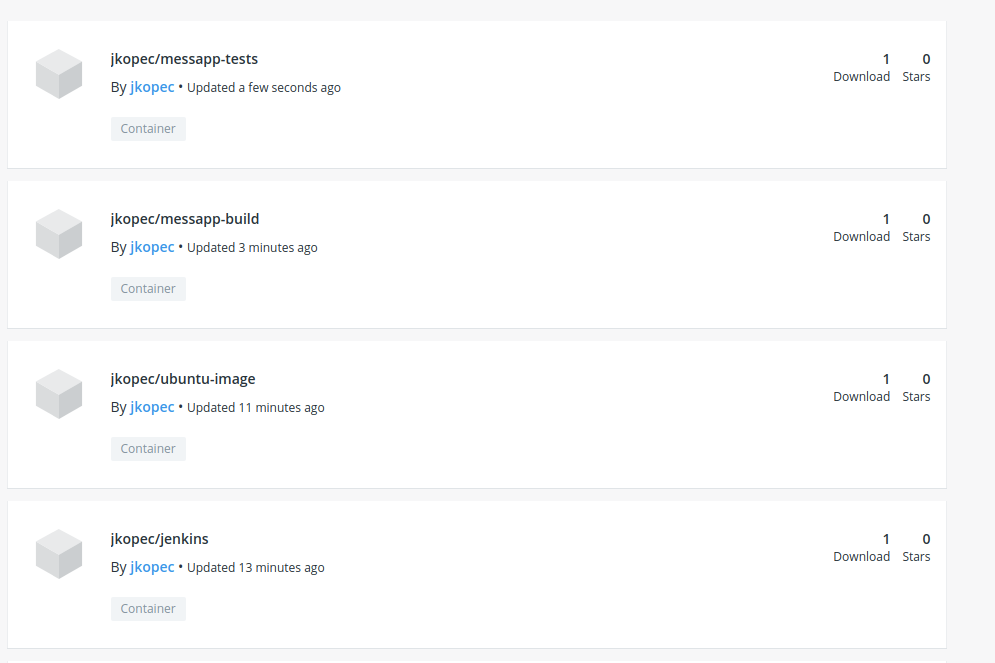 jkopec/messapp-tests
1 0
By jkopec • Updated a few seconds ago
Download Stars
Container
jkopec/messapp-build
1 0
By jkopec • Updated 3 minutes ago
Download Stars
Container
jkopec/ubuntu-image
1 0
By jkopec • Updated 11 minutes ago
Download Stars
Container
jkopec/jenkins
1 0
By jkopec • Updated 13 minutes ago
Download Stars
Container